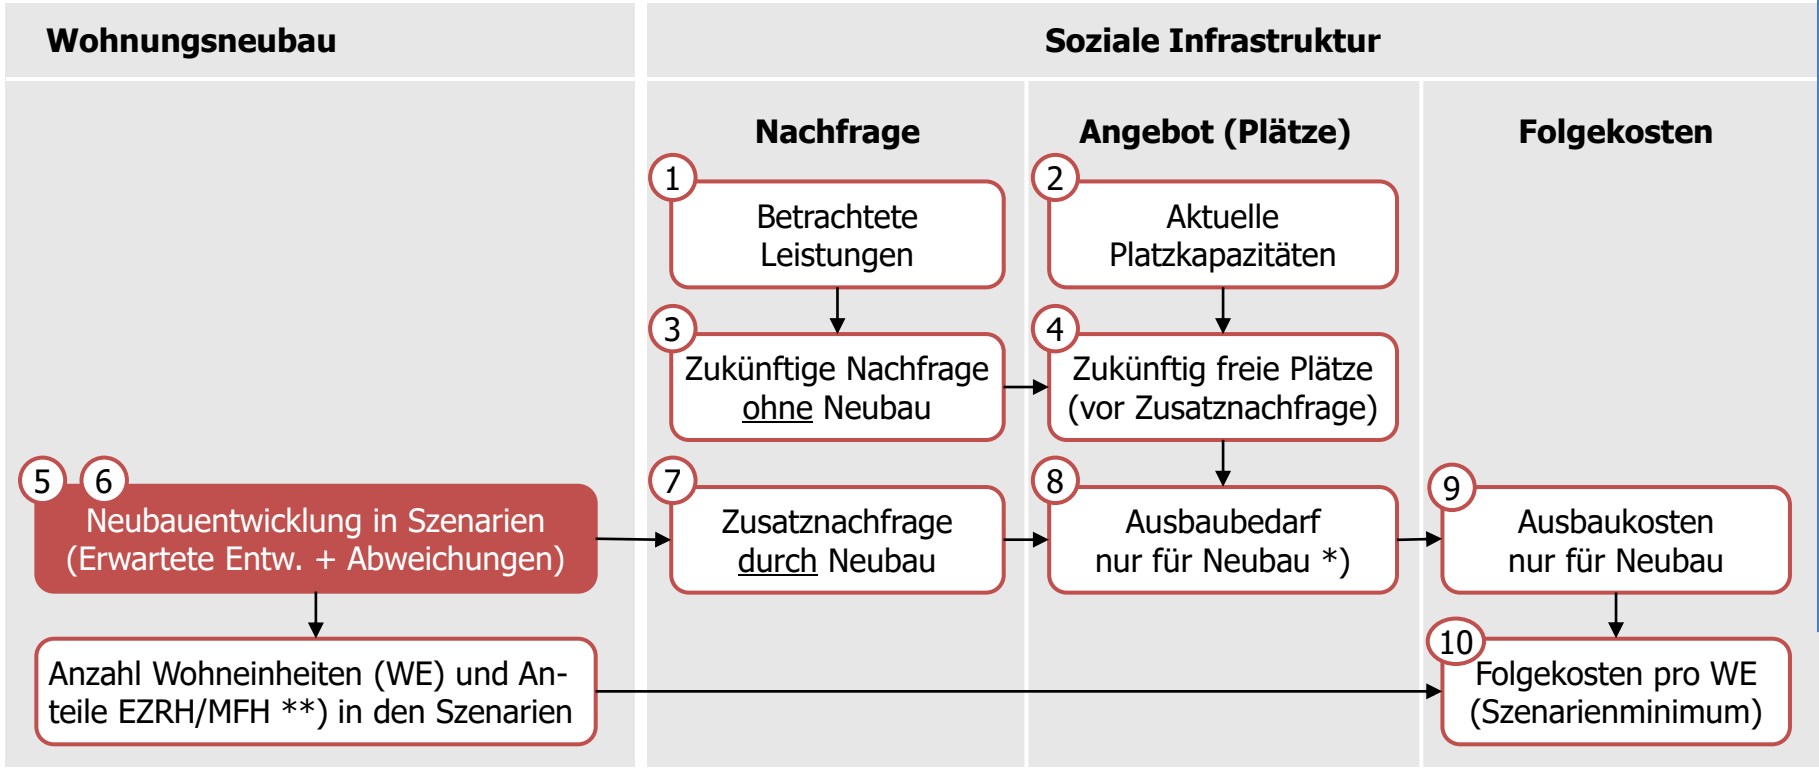 Wohnungsneubau
Soziale Infrastruktur
Nachfrage
Angebot (Plätze)
Folgekosten
1
Betrachtete
Leistungen
2
Aktuelle
Platzkapazitäten
3
Zukünftige Nachfrage
ohne Neubau
4
Zukünftig freie Plätze
(vor Zusatznachfrage)
5
6
Neubauentwicklung in Szenarien
(Erwartete Entw. + Abweichungen)
7
Zusatznachfrage
durch Neubau
8
Ausbaubedarf
nur für Neubau *)
9
Ausbaukosten
nur für Neubau
Anzahl Wohneinheiten (WE) und An-
teile EZRH/MFH **) in den Szenarien
10
Folgekosten pro WE
(Szenarienminimum)